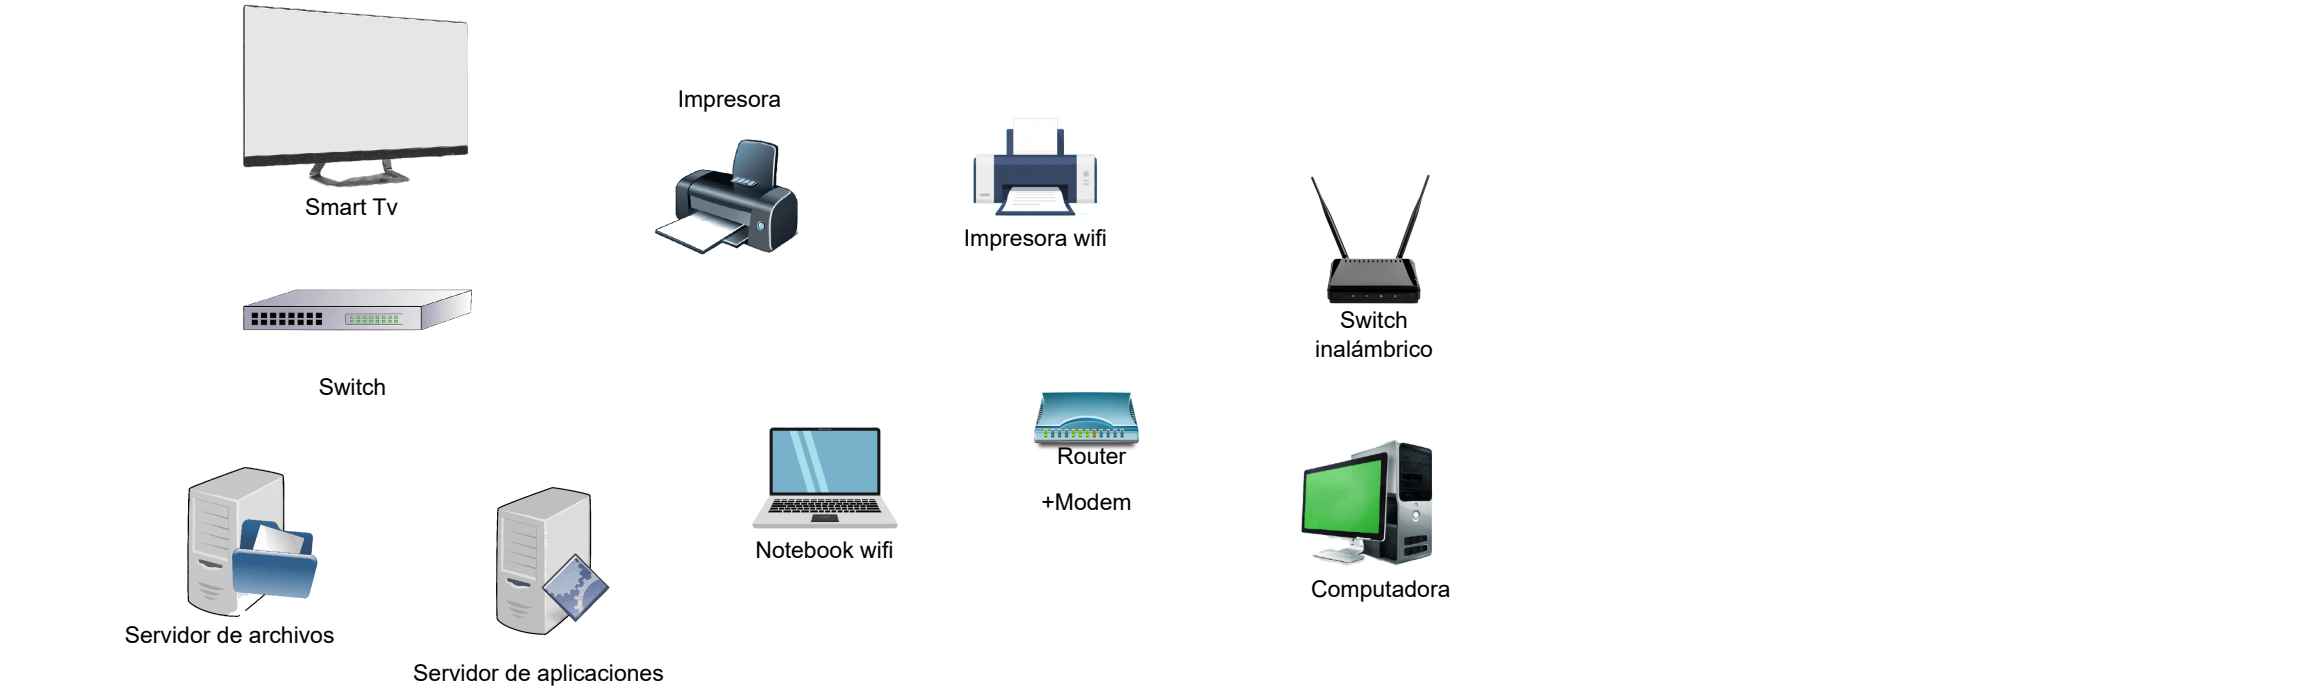 Impresora
Smart Tv
Impresora wifi
Switch
inalámbrico
Switch
Router
+Modem
Notebook wifi
Computadora
Servidor de archivos
Servidor de aplicaciones